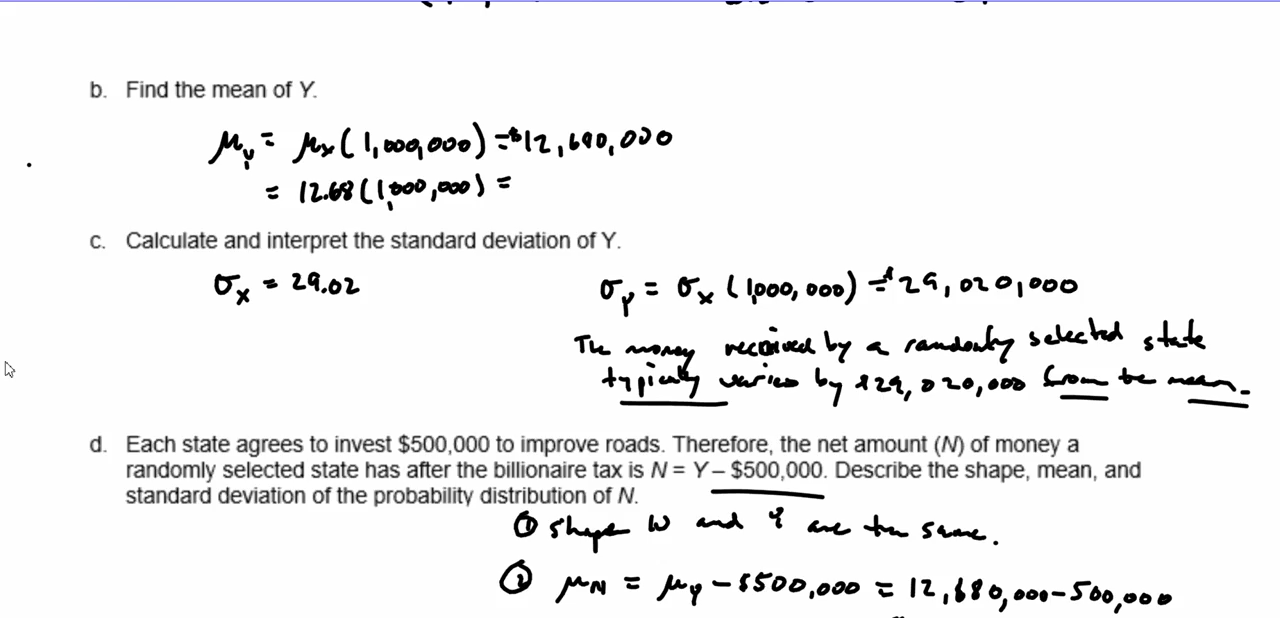 b. Find the mean of Y.
μy = μx (1,000,000) = $12,680,000
= 12.68 (1,000,000) =
c. Calculate and interpret the standard deviation of Y.
σx = 29.02
σy = σx (1,000,000) = $29,020,000
The money received by a randomly selected state
typically varies by $29,020,000 from the mean.
d. Each state agrees to invest $500,000 to improve roads. Therefore, the net amount (N) of money a
randomly selected state has after the billionaire tax is N = Y – $500,000. Describe the shape, mean, and
standard deviation of the probability distribution of N.
① shape N and Y are the same.
② μN = μy - $500,000 = 12,680,000 - 500,000